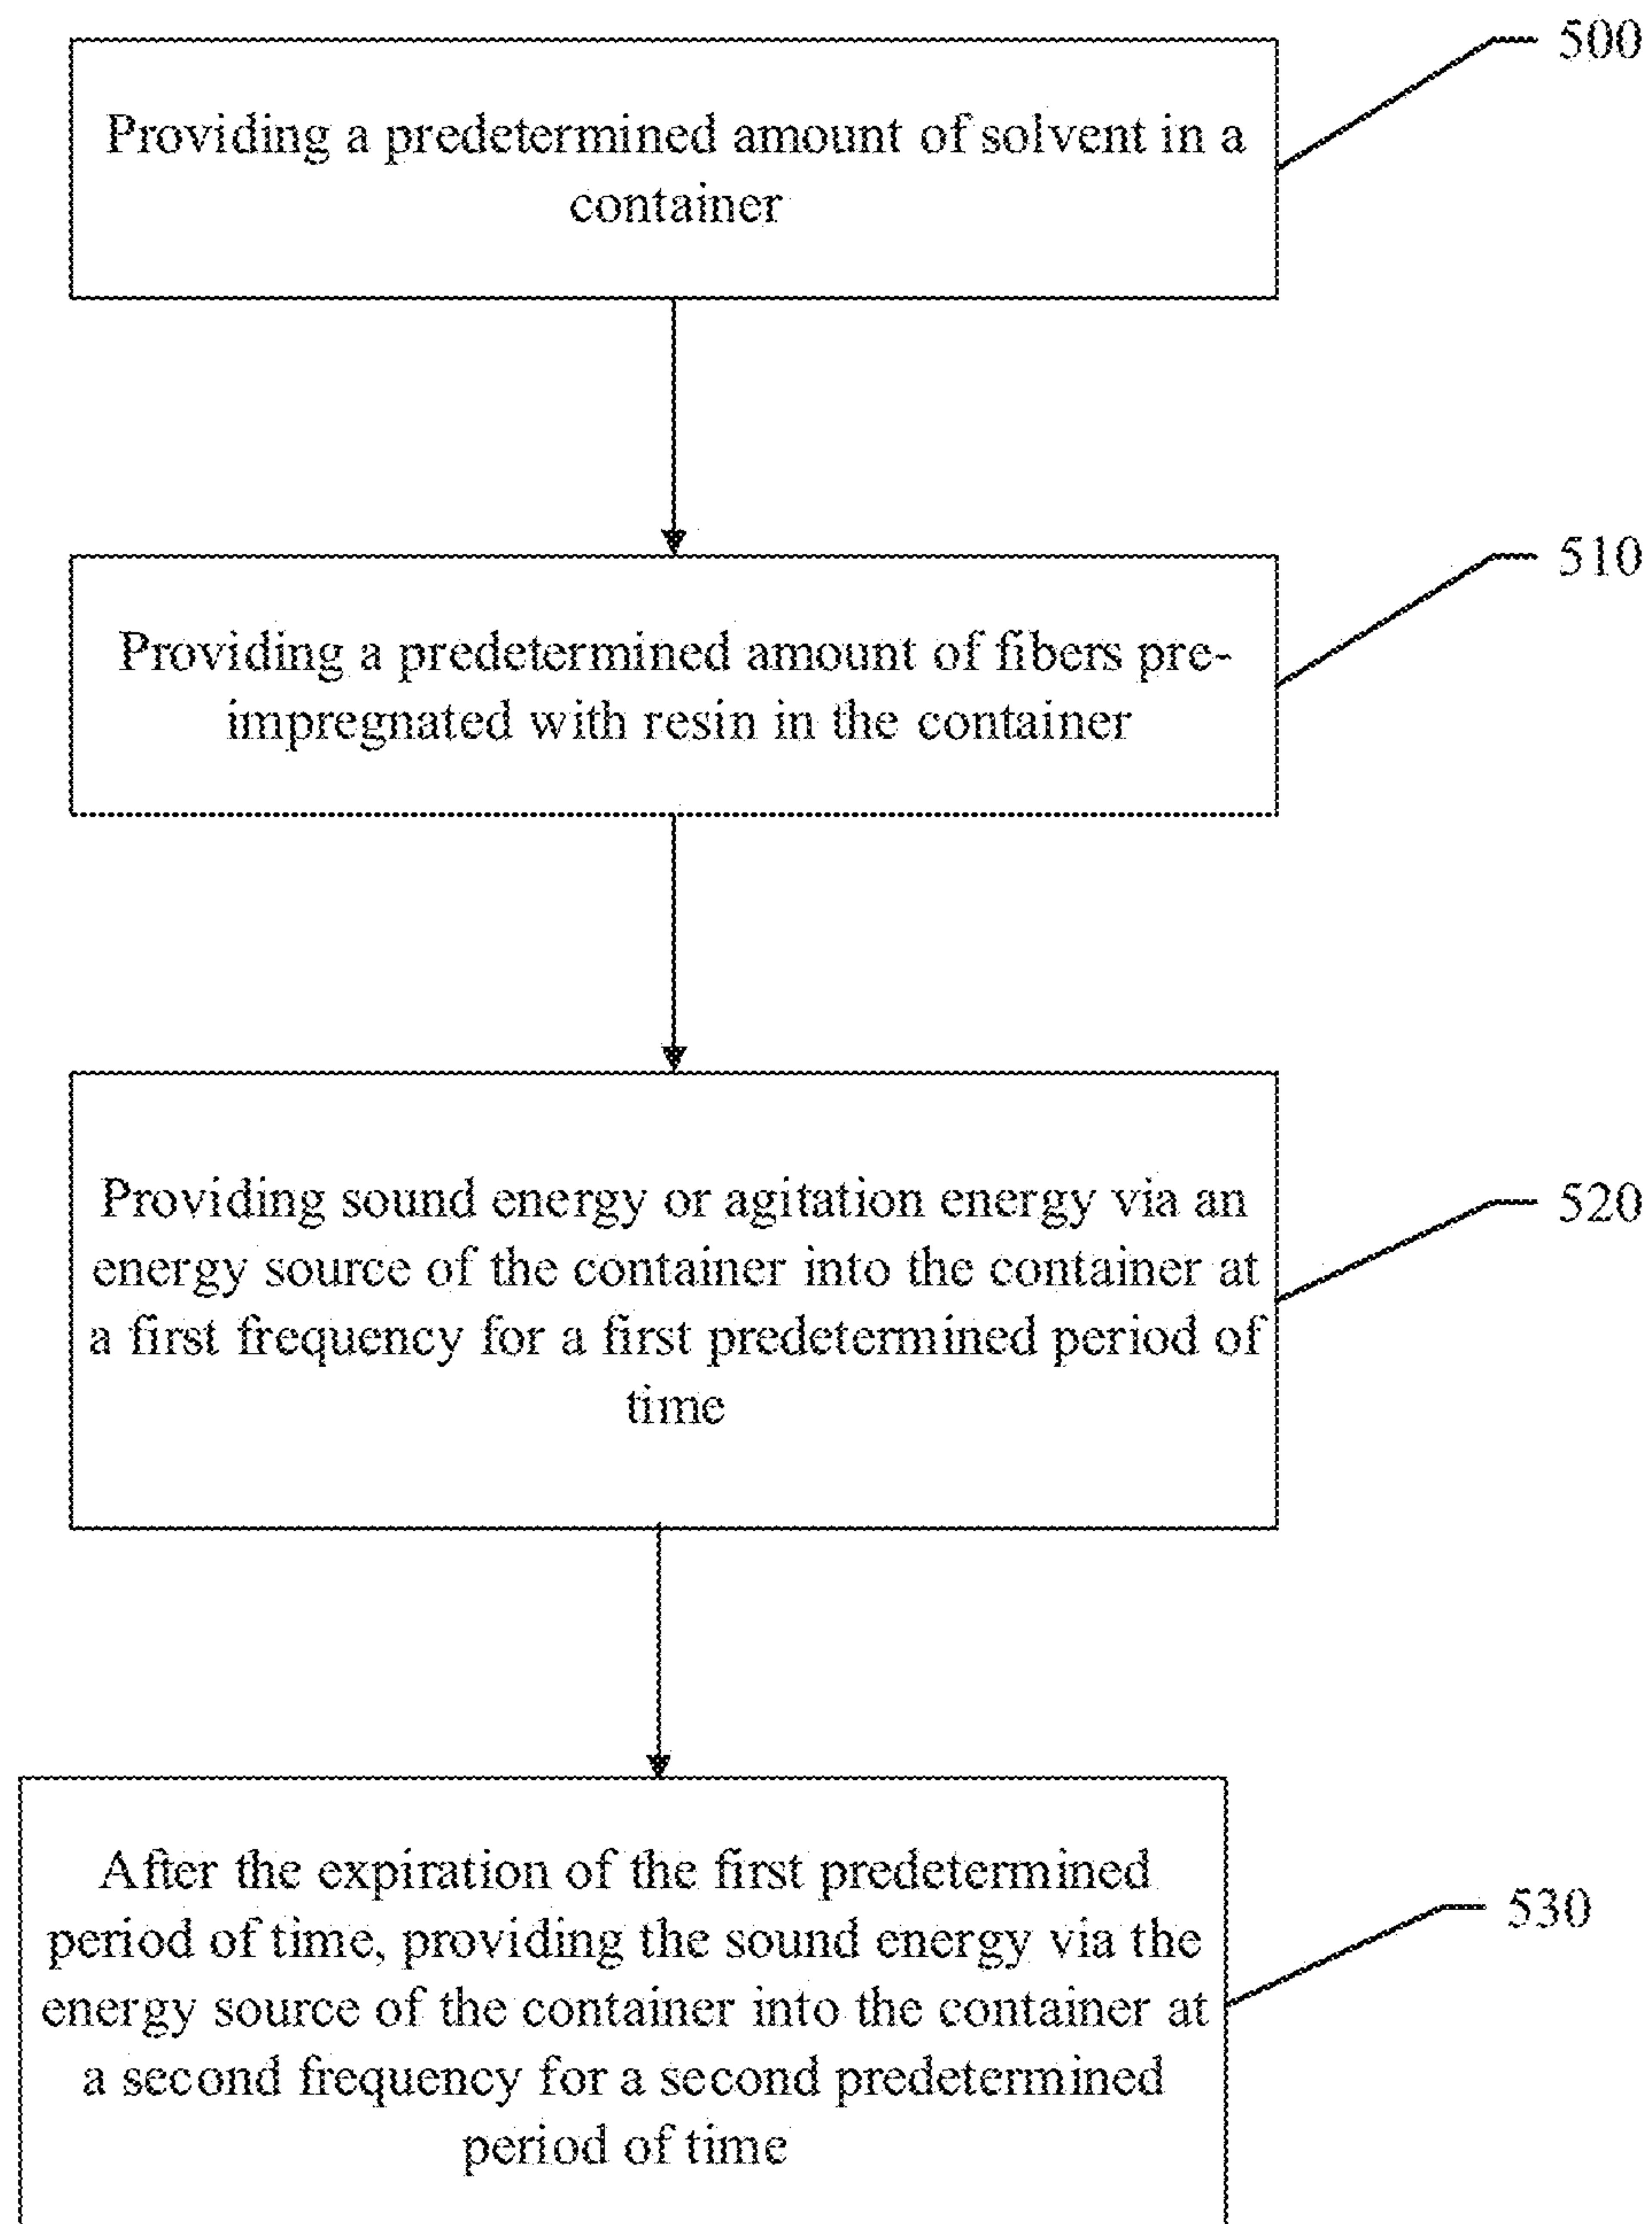 500
Providing a predetermined amount of solvent in a
container
510
Providing a predetermined amount of fibers pre-
impregnated with resin in the container
520
Providing sound energy or agitation energy via an
energy source of the container into the container at
a first frequency for a first predetermined period of
time
530
After the expiration of the first predetermined
period of time, providing the sound energy via the
energy source of the container into the container at
a second frequency for a second predetermined
period of time